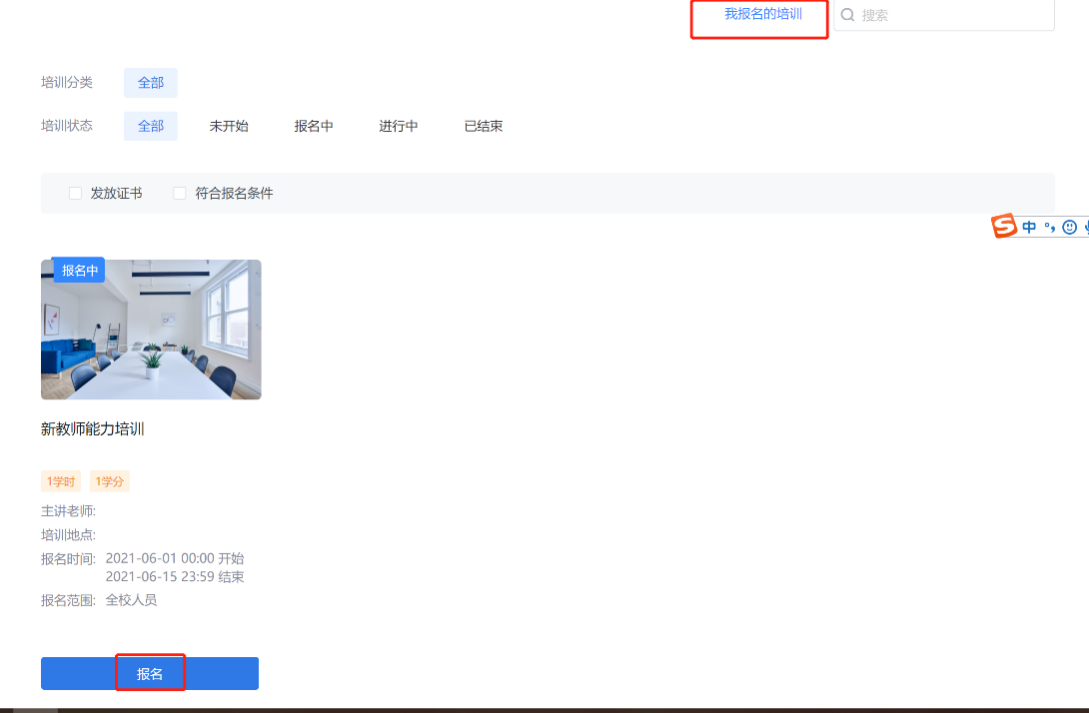 我报名的培训 搜索
培训分类 全部
培训状态 全部 未开始 报名中 进行中 已结束
发放证书 符合报名条件
中
报名中
新教师能力培训
1学时 1学分
主讲老师:
培训地点:
报名时间: 2021-06-01 00:00 开始
2021-06-15 23:59 结束
报名范围: 全校人员
报名